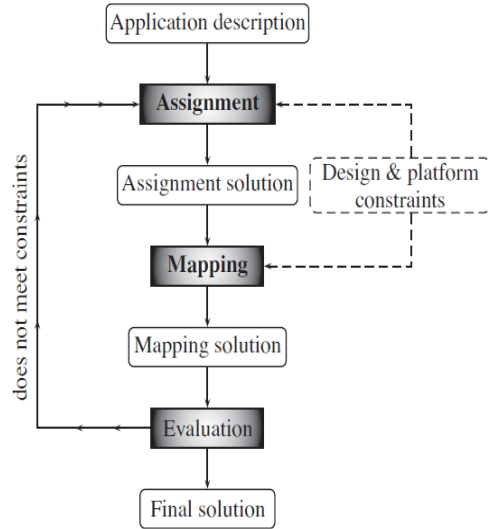 Application description
Assignment
Assignment solution
Design & platform
constraints
Mapping
Mapping solution
does not meet constraints
Evaluation
Final solution